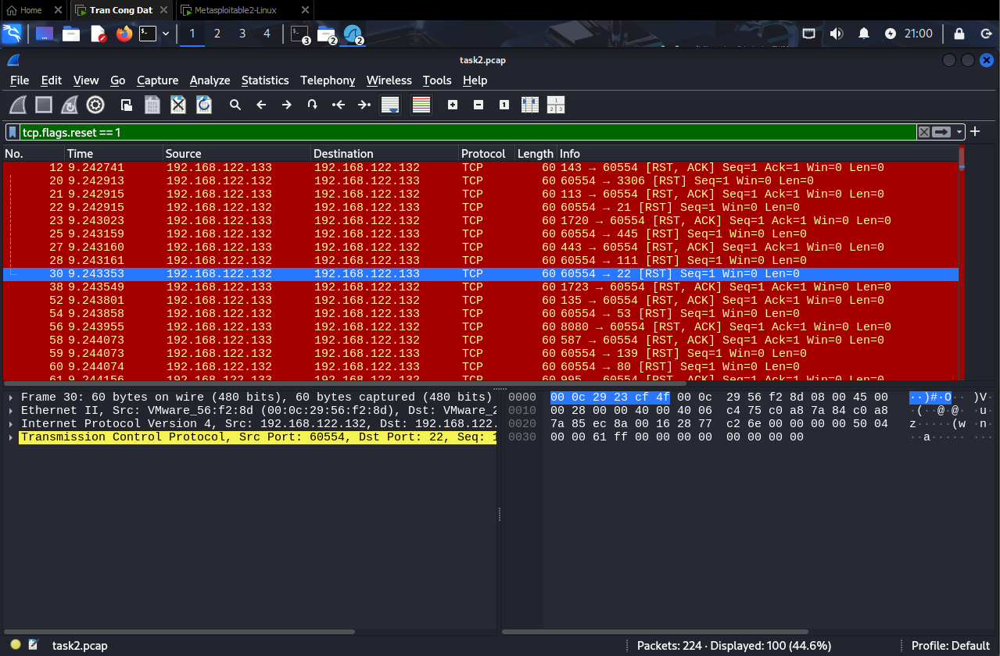 Home
Tran Cong Dat
Metasploitable2-Linux
1 2 3 4
3
2
2
21:00
task2.pcap
File Edit View Go Capture Analyze Statistics Telephony Wireless Tools Help
tcp.flags.reset == 1
No. Time Source Destination Protocol Length Info
12 9.242741 192.168.122.133 192.168.122.132 TCP 60 143 → 60554 [RST, ACK] Seq=1 Ack=1 Win=0 Len=0
20 9.242913 192.168.122.132 192.168.122.133 TCP 60 60554 → 3306 [RST] Seq=1 Win=0 Len=0
21 9.242915 192.168.122.133 192.168.122.132 TCP 60 113 → 60554 [RST, ACK] Seq=1 Ack=1 Win=0 Len=0
22 9.242915 192.168.122.132 192.168.122.133 TCP 60 60554 → 21 [RST] Seq=1 Win=0 Len=0
23 9.243023 192.168.122.133 192.168.122.132 TCP 60 1720 → 60554 [RST, ACK] Seq=1 Ack=1 Win=0 Len=0
25 9.243159 192.168.122.132 192.168.122.133 TCP 60 60554 → 445 [RST] Seq=1 Win=0 Len=0
27 9.243160 192.168.122.133 192.168.122.132 TCP 60 443 → 60554 [RST, ACK] Seq=1 Ack=1 Win=0 Len=0
28 9.243161 192.168.122.132 192.168.122.133 TCP 60 60554 → 111 [RST] Seq=1 Win=0 Len=0
30 9.243353 192.168.122.132 192.168.122.133 TCP 60 60554 → 22 [RST] Seq=1 Win=0 Len=0
38 9.243549 192.168.122.133 192.168.122.132 TCP 60 1723 → 60554 [RST, ACK] Seq=1 Ack=1 Win=0 Len=0
52 9.243801 192.168.122.133 192.168.122.132 TCP 60 135 → 60554 [RST, ACK] Seq=1 Ack=1 Win=0 Len=0
54 9.243858 192.168.122.132 192.168.122.133 TCP 60 60554 → 53 [RST] Seq=1 Win=0 Len=0
56 9.243955 192.168.122.133 192.168.122.132 TCP 60 8080 → 60554 [RST, ACK] Seq=1 Ack=1 Win=0 Len=0
58 9.244073 192.168.122.133 192.168.122.132 TCP 60 587 → 60554 [RST, ACK] Seq=1 Ack=1 Win=0 Len=0
59 9.244073 192.168.122.132 192.168.122.133 TCP 60 60554 → 139 [RST] Seq=1 Win=0 Len=0
60 9.244074 192.168.122.132 192.168.122.133 TCP 60 60554 → 80 [RST] Seq=1 Win=0 Len=0
61 9.244156 192.168.122.133 192.168.122.132 TCP 60 995 → 60554 [RST, ACK] Seq=1 Ack=1 Win=0 Len=0
Frame 30: 60 bytes on wire (480 bits), 60 bytes captured (480 bits)
Ethernet II, Src: VMware_56:f2:8d (00:0c:29:56:f2:8d), Dst: VMware_2
Internet Protocol Version 4, Src: 192.168.122.132, Dst: 192.168.122.
Transmission Control Protocol, Src Port: 60554, Dst Port: 22, Seq: 1
0000 00 0c 29 23 cf 4f 00 0c 29 56 f2 8d 08 00 45 00 ··)#·O·· )V·
0010 00 28 00 00 40 00 40 06 c4 75 c0 a8 7a 84 c0 a8 ·(··@·@· ·u·
0020 7a 85 ec 8a 00 16 28 77 c2 6e 00 00 00 00 50 04 z·····(w ·n·
0030 00 00 61 ff 00 00 00 00 00 00 00 00 ··a····· ···
task2.pcap
Packets: 224 · Displayed: 100 (44.6%)
Profile: Default